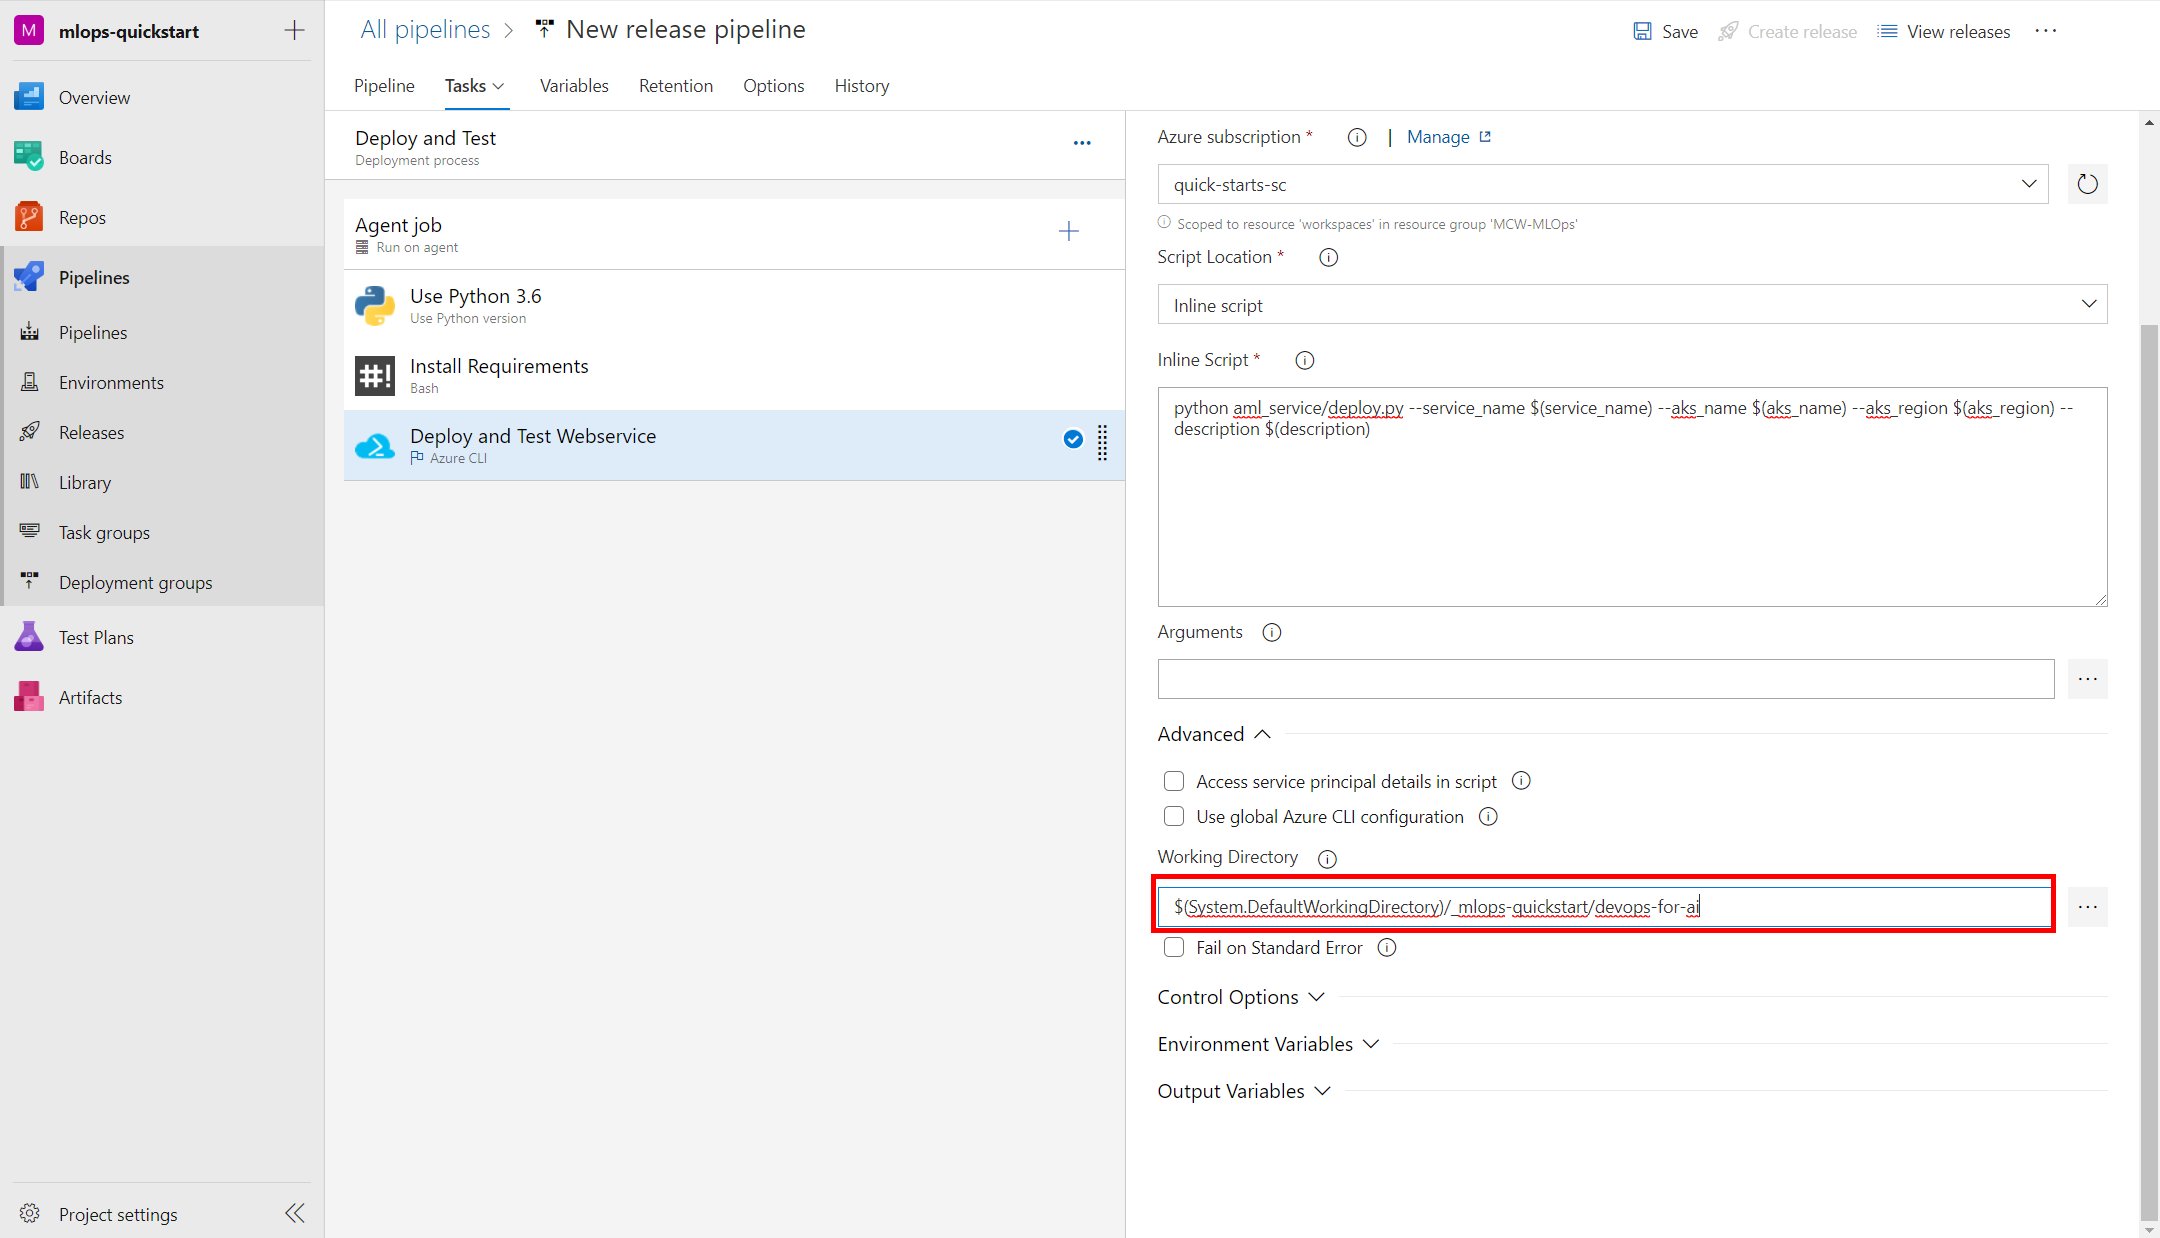 M mlops-quickstart
Overview
Boards
Repos
Pipelines
Pipelines
Environments
Releases
Library
Task groups
Deployment groups
Test Plans
Artifacts
Project settings
All pipelines > New release pipeline
Save Create release View releases ...
Pipeline Tasks Variables Retention Options History
Deploy and Test
Deployment process
Agent job
Run on agent
Use Python 3.6
Use Python version
#! Install Requirements
Bash
Deploy and Test Webservice
Azure CLI
Azure subscription * | Manage
quick-starts-sc
Scoped to resource 'workspaces' in resource group 'MCW-MLOps'
Script Location *
Inline script
Inline Script *
python aml_service/deploy.py --service_name $(service_name) --aks_name $(aks_name) --aks_region $(aks_region) --
description $(description)
Arguments
Advanced
Access service principal details in script
Use global Azure CLI configuration
Working Directory
$(System.DefaultWorkingDirectory)/_mlops-quickstart/devops-for-ai
Fail on Standard Error
Control Options
Environment Variables
Output Variables